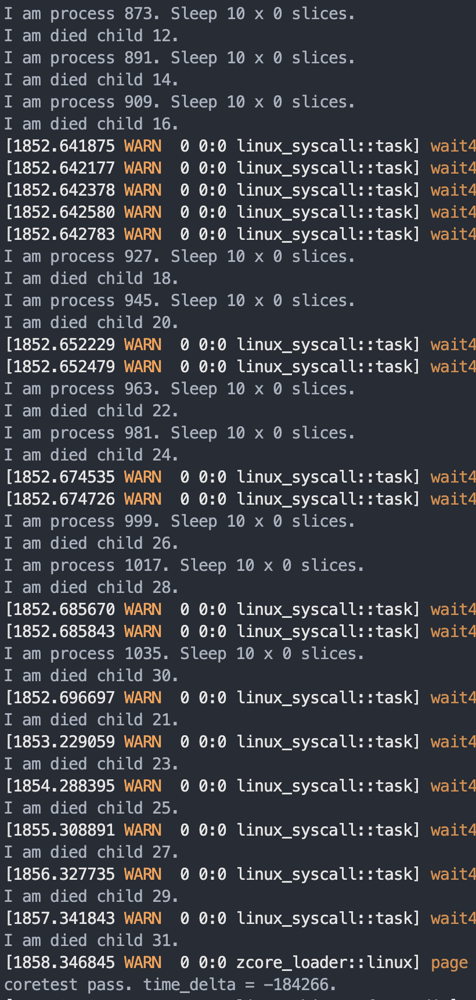 I am process 873. Sleep 10 x 0 slices.
I am died child 12.
I am process 891. Sleep 10 x 0 slices.
I am died child 14.
I am process 909. Sleep 10 x 0 slices.
I am died child 16.
[1852.641875 WARN  0 0:0 linux_syscall::task] wait4
[1852.642177 WARN  0 0:0 linux_syscall::task] wait4
[1852.642378 WARN  0 0:0 linux_syscall::task] wait4
[1852.642580 WARN  0 0:0 linux_syscall::task] wait4
[1852.642783 WARN  0 0:0 linux_syscall::task] wait4
I am process 927. Sleep 10 x 0 slices.
I am died child 18.
I am process 945. Sleep 10 x 0 slices.
I am died child 20.
[1852.652229 WARN  0 0:0 linux_syscall::task] wait4
[1852.652479 WARN  0 0:0 linux_syscall::task] wait4
I am process 963. Sleep 10 x 0 slices.
I am died child 22.
I am process 981. Sleep 10 x 0 slices.
I am died child 24.
[1852.674535 WARN  0 0:0 linux_syscall::task] wait4
[1852.674726 WARN  0 0:0 linux_syscall::task] wait4
I am process 999. Sleep 10 x 0 slices.
I am died child 26.
I am process 1017. Sleep 10 x 0 slices.
I am died child 28.
[1852.685670 WARN  0 0:0 linux_syscall::task] wait4
[1852.685843 WARN  0 0:0 linux_syscall::task] wait4
I am process 1035. Sleep 10 x 0 slices.
I am died child 30.
[1852.696697 WARN  0 0:0 linux_syscall::task] wait4
I am died child 21.
[1853.229059 WARN  0 0:0 linux_syscall::task] wait4
I am died child 23.
[1854.288395 WARN  0 0:0 linux_syscall::task] wait4
I am died child 25.
[1855.308891 WARN  0 0:0 linux_syscall::task] wait4
I am died child 27.
[1856.327735 WARN  0 0:0 linux_syscall::task] wait4
I am died child 29.
[1857.341843 WARN  0 0:0 linux_syscall::task] wait4
I am died child 31.
[1858.346845 WARN  0 0:0 zcore_loader::linux] page
coretest pass. time_delta = -184266.